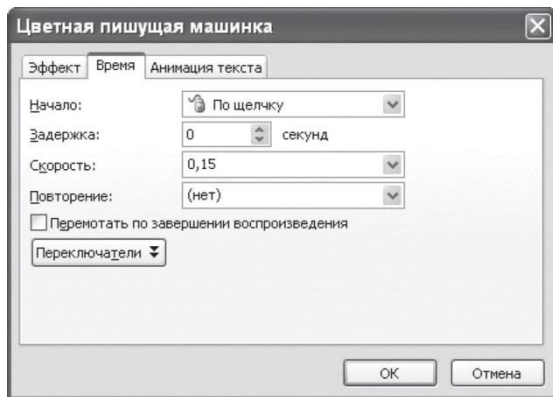 Цветная пишущая машинка
Эффект Время Анимация текста
Начало: По щелчку
Задержка: 0 секунд
Скорость: 0,15
Повторение: (нет)
Перемотать по завершении воспроизведения
Переключатели
ОК Отмена